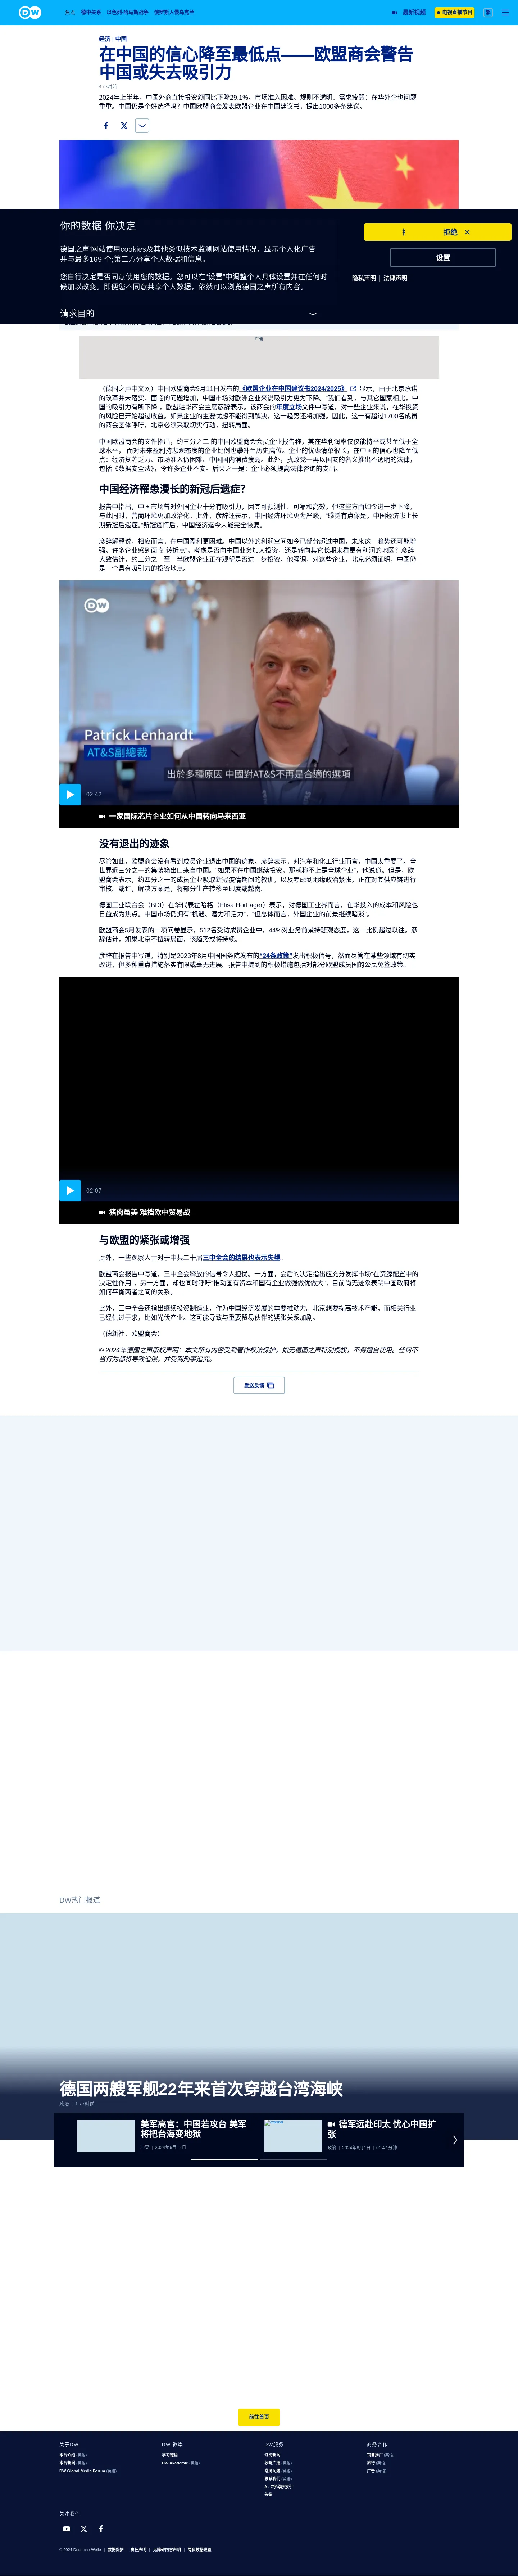 DW
焦点 德中关系 以色列-哈马斯战争 俄罗斯入侵乌克兰
最新视频
电视直播节目
繁
经济 | 中国
在中国的信心降至最低点——欧盟商会警告中国或失去吸引力
4 小时前
2024年上半年，中国外商直接投资额同比下降29.1%。市场准入困难、规则不透明、需求疲弱：在华外企也问题重重。中国仍是个好选择吗？中国欧盟商会发表欧盟企业在中国建议书，提出1000多条建议。
你的数据 你决定
德国之声'网站使用cookies及其他类似技术监测网站使用情况，显示个人化广告并与最多169 个;第三方分享个人数据和信息。
您自行决定是否同意使用您的数据。您可以在"设置"中调整个人具体设置并在任何时候加以改变。即使您不同意共享个人数据，依然可以浏览德国之声所有内容。
请求目的
拒绝
设置
隐私声明 | 法律声明
广告
（德国之声中文网）中国欧盟商会9月11日发布的《欧盟企业在中国建议书2024/2025》 显示，由于北京承诺的改革并未落实、面临的障碍不断增加，中国市场对欧洲企业来说吸引力更为下降。"我们看到，与其它国家相比，中国的吸引力有所下降"，欧盟驻华商会主席彦辞表示。该商会的年度立场文件中写道，对一些企业来说，在华投资的风险已开始超过收益。如果企业的主要忧虑不能得到解决，这一趋势还将加强。因此，这一有着超过1700名成员的商会团体呼吁，北京必须采取切实行动，扭转局面。
中国欧盟商会的文件指出，约三分之二 的中国欧盟商会会员企业报告称，其在华利润率仅仅能持平或甚至低于全球水平， 而对未来盈利持悲观态度的企业比例也攀升至历史高位。企业的忧虑清单很长，在中国的信心也降至低点：经济复苏乏力、市场准入仍困难、中国国内消费疲弱。此外，执政党一再以国安的名义推出不透明的法律，包括《数据安全法》，令许多企业不安。后果之一是：企业必须提高法律咨询的支出。
中国经济罹患漫长的新冠后遗症？
报告中指出，中国市场曾对外国企业十分有吸引力，因其可预测性、可靠和高效，但这些方面如今进一步下降，与此同时，营商环境更加政治化。此外，彦辞还表示，中国经济环境更为严峻，"感觉有点像是，中国经济患上长期新冠后遗症。"新冠疫情后，中国经济迄今未能完全恢复。
彦辞解释说，相应而言，在中国盈利更困难。中国以外的利润空间如今已部分超过中国，未来这一趋势还可能增强。许多企业感到面临"转折点"，考虑是否向中国业务加大投资，还是转向其它长期来看更有利润的地区？彦辞大致估计，约三分之一至一半欧盟企业正在观望是否进一步投资。他强调，对这些企业，北京必须证明，中国仍是一个具有吸引力的投资地点。
DW
Patrick Lenhardt
AT&S副總裁
出於多種原因 中國對AT&S不再是合適的選項
02:42
一家国际芯片企业如何从中国转向马来西亚
没有退出的迹象
尽管如此，欧盟商会没有看到成员企业退出中国的迹象。彦辞表示，对汽车和化工行业而言，中国太重要了。全世界近三分之一的集装箱出口来自中国。"如果不在中国继续投资，那就称不上是全球企业"，他说道。但是，欧盟商会表示，约四分之一的成员企业吸取新冠疫情期间的教训，以及考虑到地缘政治紧张，正在对其供应链进行审核。或许，解决方案是，将部分生产转移至印度或越南。
德国工业联合会（BDI）在华代表霍哈格（Elisa Hörhager）表示，对德国工业界而言，在华投入的成本和风险也日益成为焦点。中国市场仍拥有"机遇、潜力和活力"，"但总体而言，外国企业的前景继续暗淡"。
欧盟商会5月发表的一项问卷显示，512名受访成员企业中，44%对业务前景持悲观态度，这一比例超过以往。彦辞估计，如果北京不扭转局面，该趋势或将持续。
彦辞在报告中写道，特别是2023年8月中国国务院发布的"24条政策"发出积极信号，然而尽管在某些领域有切实改进，但多种重点措施落实有限或毫无进展。报告中提到的积极措施包括对部分欧盟成员国的公民免签政策。
02:07
猪肉虽美 难挡欧中贸易战
与欧盟的紧张或增强
此外，一些观察人士对于中共二十届三中全会的结果也表示失望。
欧盟商会报告中写道，三中全会释放的信号令人担忧。一方面，会后的决定指出应充分发挥市场"在资源配置中的决定性作用"，另一方面，却也同时呼吁"推动国有资本和国有企业做强做优做大"，目前尚无迹象表明中国政府将如何平衡两者之间的关系。
此外，三中全会还指出继续投资制造业，作为中国经济发展的重要推动力。北京想要提高技术产能，而相关行业已经供过于求，比如光伏产业。这可能导致与重要贸易伙伴的紧张关系加剧。
（德新社、欧盟商会）
© 2024年德国之声版权声明：本文所有内容受到著作权法保护，如无德国之声特别授权，不得擅自使用。任何不当行为都将导致追偿，并受到刑事追究。
发送反馈
DW热门报道
德国两艘军舰22年来首次穿越台湾海峡
政治 | 1 小时前
美军高官：中国若攻台 美军将把台海变地狱
冲突 | 2024年6月12日
德军远赴印太 忧心中国扩张
政治 | 2024年9月1日 | 01:47 分钟
前往首页
关于DW
本台介绍 (英语)
本台新闻 (英语)
DW Global Media Forum (英语)
DW 教学
学习德语
DW Akademie (英语)
DW服务
订阅新闻
收听广播 (英语)
常见问题 (英语)
联系我们 (英语)
A - Z字母序索引
头条
商务合作
销售推广 (英语)
旅行 (英语)
广告 (英语)
关注我们
© 2024 Deutsche Welle | 数据保护 | 责任声明 | 无障碍内容声明 | 隐私数据设置